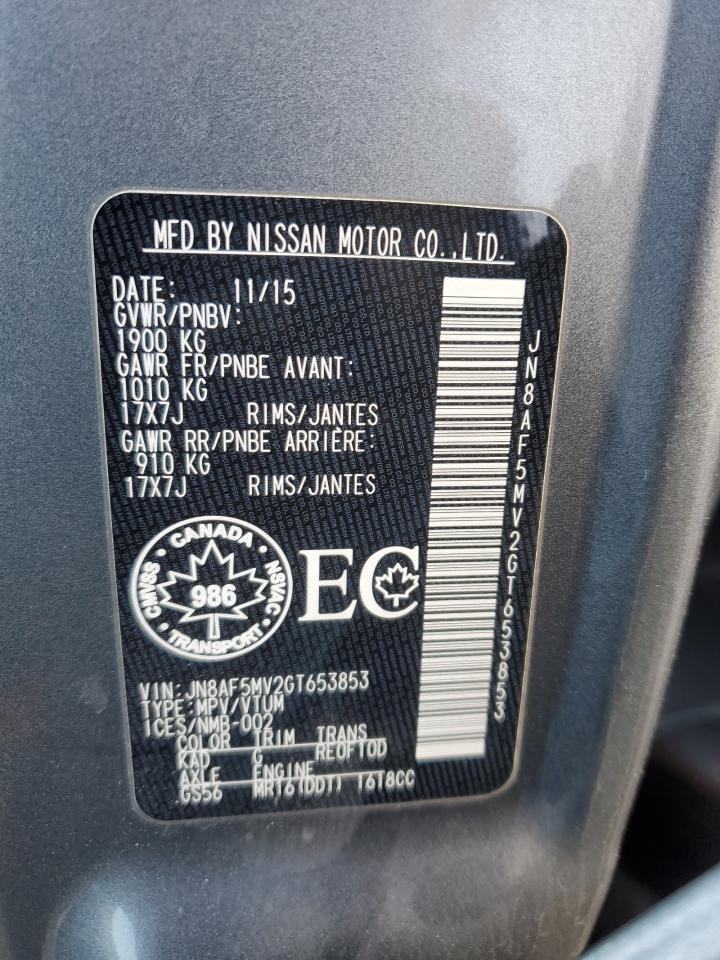 MFD BY NISSAN MOTOR CO.,LTD.
DATE: 11/15
GVWR/PNBV:
1900 KG
GAWR FR/PNBE AVANT:
1010 KG
17X7J RIMS/JANTES
GAWR RR/PNBE ARRIÈRE:
910 KG
17X7J RIMS/JANTES
CANADA
CMVSS NSVAC
986
TRANSPORT
EC
VIN:JN8AF5MV2GT653853
TYPE:MPV/VTUM
ICES/NMB-002
COLOR TRIM TRANS
KAD G RE0F10D
AXLE ENGINE
GS56 MR16(DDT) 1618CC
JN8AF5MV2GT653853